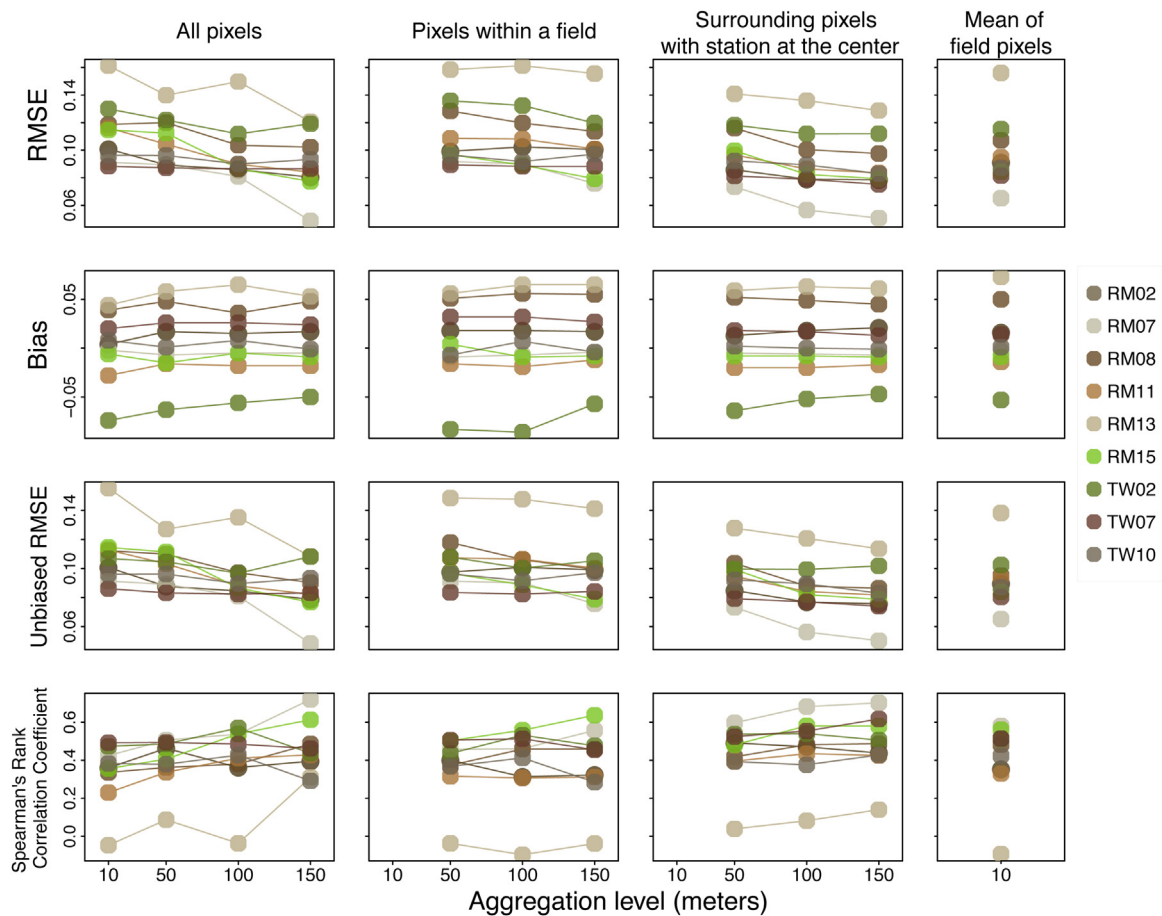 All pixels
Pixels within a field
Surrounding pixels
with station at the center
Mean of
field pixels
RMSE
0.14
0.10
0.06
Bias
0.05
−0.05
Unbiased RMSE
0.14
0.10
0.06
Spearman's Rank
Correlation Coefficient
0.6
0.4
0.2
0.0
10 50 100 150
10 50 100 150
10 50 100 150
10
Aggregation level (meters)
RM02
RM07
RM08
RM11
RM13
RM15
TW02
TW07
TW10